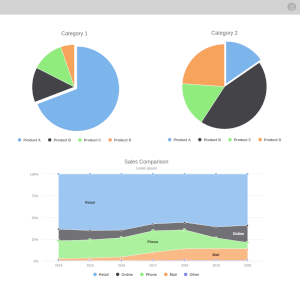 Category 1
Category 2
Product A Product B Product C Product D
Product A Product B Product C Product D
Sales Comparison
Lorem ipsum
100%
75%
50%
25%
0%
Retail
Online
Phone
Mail
2014 2015 2016 2017 2018 2019 2020
Retail Online Phone Mail Other